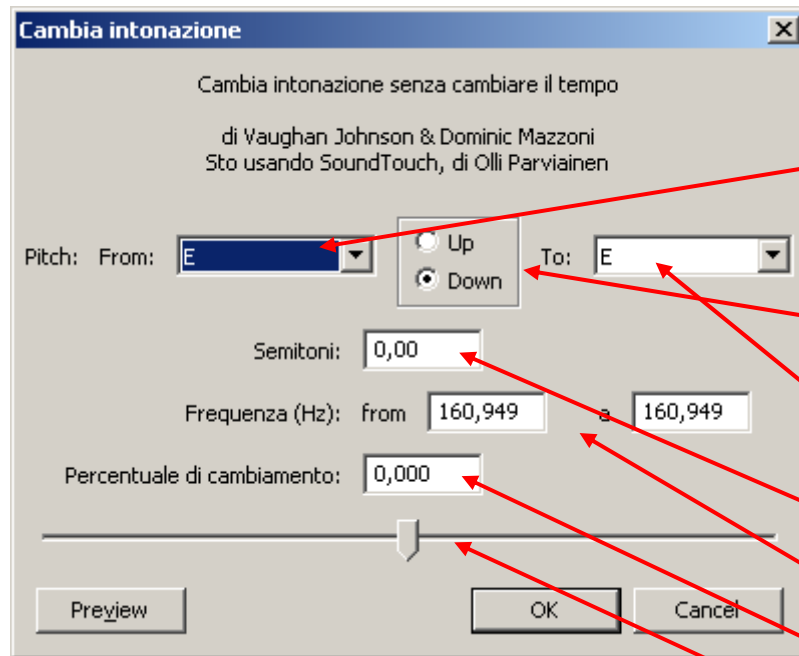 Cambia intonazione
Cambia intonazione senza cambiare il tempo
di Vaughan Johnson & Dominic Mazzoni
Sto usando SoundTouch, di Olli Parviainen
Pitch: From: E Up Down To: E
Semitoni: 0,00
Frequenza (Hz): from 160,949 a 160,949
Percentuale di cambiamento: 0,000
Preview OK Cancel